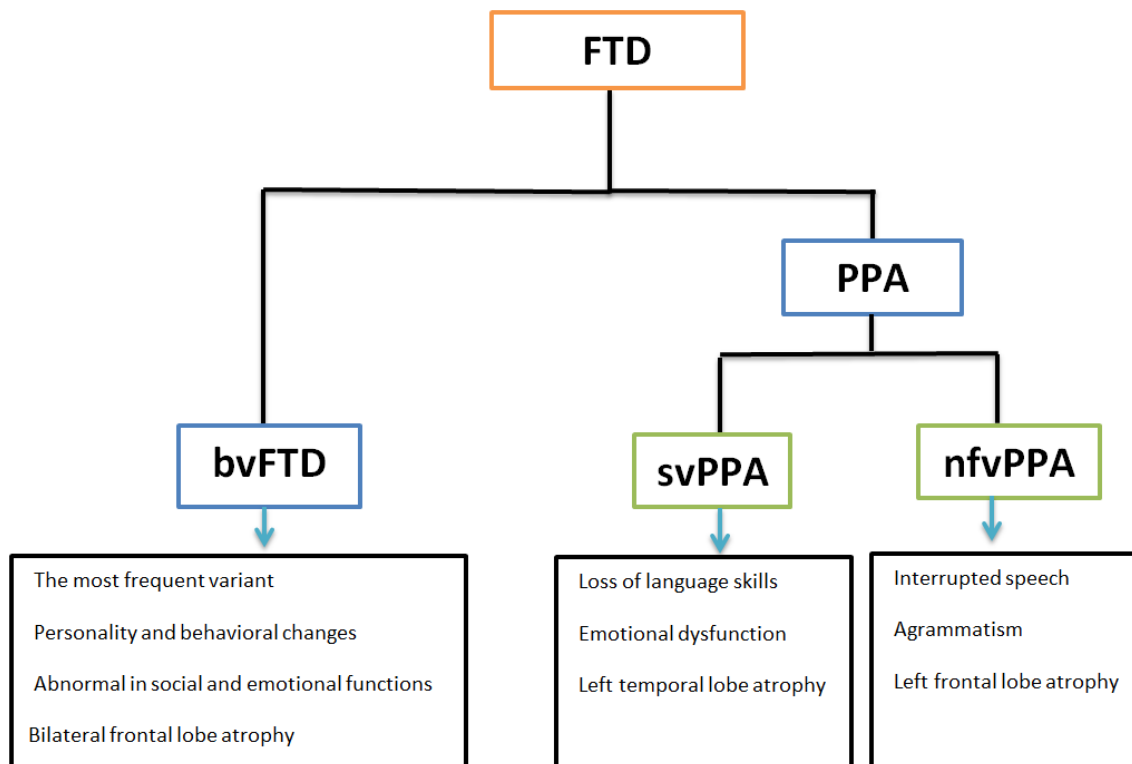 FTD
PPA
bvFTD
svPPA
nfvPPA
The most frequent variant
Personality and behavioral changes
Abnormal in social and emotional functions
Bilateral frontal lobe atrophy
Loss of language skills
Emotional dysfunction
Left temporal lobe atrophy
Interrupted speech
Agrammatism
Left frontal lobe atrophy